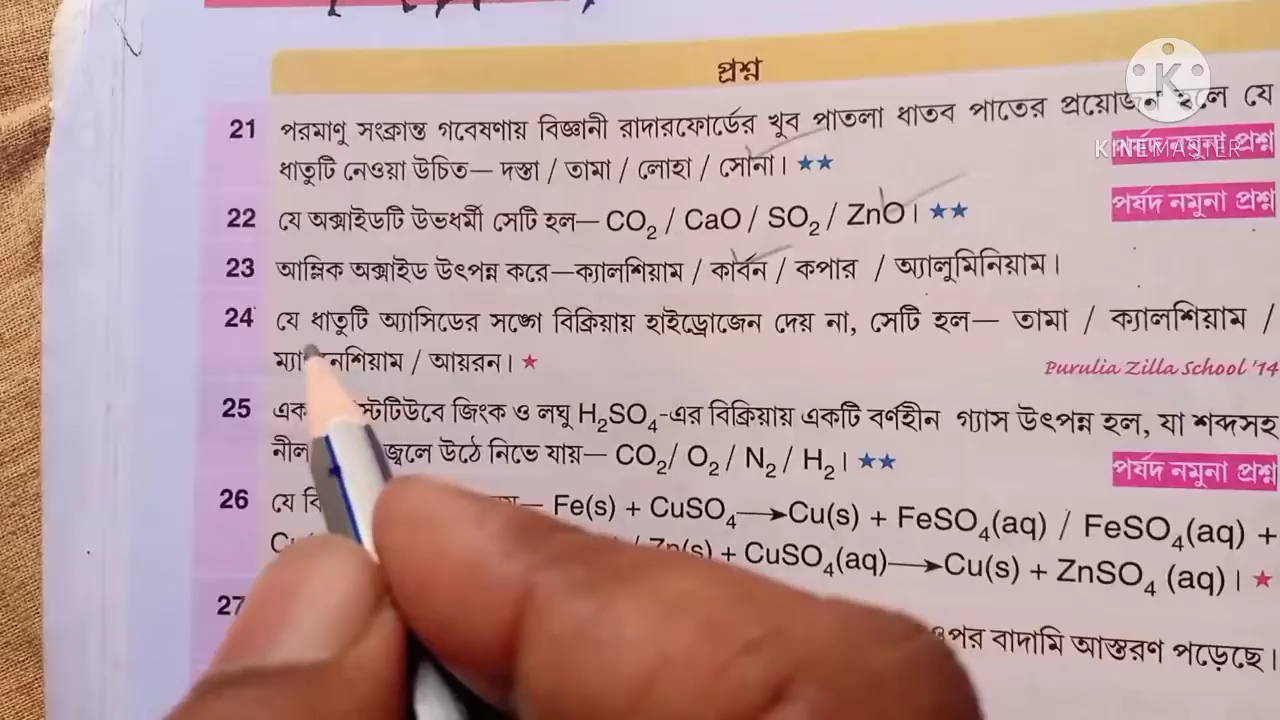 প্রশ্ন
21 পরমাণু সংক্রান্ত গবেষণায় বিজ্ঞানী রাদারফোর্ডের খুব পাতলা ধাতব পাতের প্রয়োজন হলে যে
ধাতুটি নেওয়া উচিত— দস্তা / তামা / লোহা / সোনা। ★★ পর্ষদ নমুনা প্রশ্ন
K
KINEMASTER
22 যে অক্সাইডটি উভধর্মী সেটি হল— CO₂ / CaO / SO₂ / ZnO। ★★ পর্ষদ নমুনা প্রশ্ন
23 আম্লিক অক্সাইড উৎপন্ন করে—ক্যালশিয়াম / কার্বন / কপার / অ্যালুমিনিয়াম।
24 যে ধাতুটি অ্যাসিডের সঙ্গে বিক্রিয়ায় হাইড্রোজেন দেয় না, সেটি হল— তামা / ক্যালশিয়াম /
/ আয়রন। ★ Purulia Zilla School '14
25 জিংক ও লঘু H₂SO₄-এর বিক্রিয়ায় একটি বর্ণহীন গ্যাস উৎপন্ন হল, যা শব্দসহ
নীল জ্বলে উঠে নিভে যায়— CO₂/ O₂ / N₂ / H₂। ★★ পর্ষদ নমুনা প্রশ্ন
26 যে — Fe(s) + CuSO₄⟶Cu(s) + FeSO₄(aq) / FeSO₄(aq) +
/ Zn(s) + CuSO₄(aq)⟶Cu(s) + ZnSO₄ (aq)। ★
27
ওপর বাদামি আস্তরণ পড়েছে।